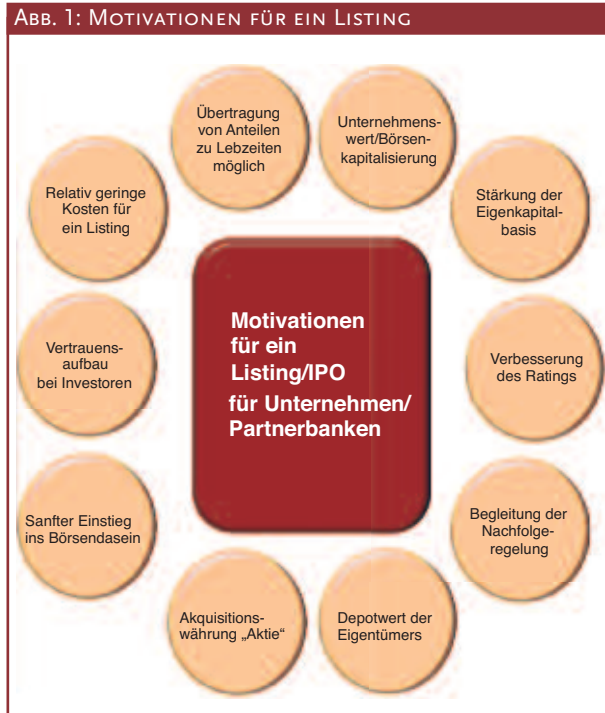 ABB. 1: MOTIVATIONEN FÜR EIN LISTING
Übertragung
von Anteilen
zu Lebzeiten
möglich
Unternehmens-
wert/Börsen-
kapitalisierung
Relativ geringe
Kosten für
ein Listing
Stärkung der
Eigenkapital-
basis
Motivationen
für ein
Listing/IPO
für Unternehmen/
Partnerbanken
Vertrauens-
aufbau
bei Investoren
Verbesserung
des Ratings
Sanfter Einstieg
ins Börsendasein
Begleitung der
Nachfolge-
regelung
Akquisitions-
währung „Aktie“
Depotwert der
Eigentümers